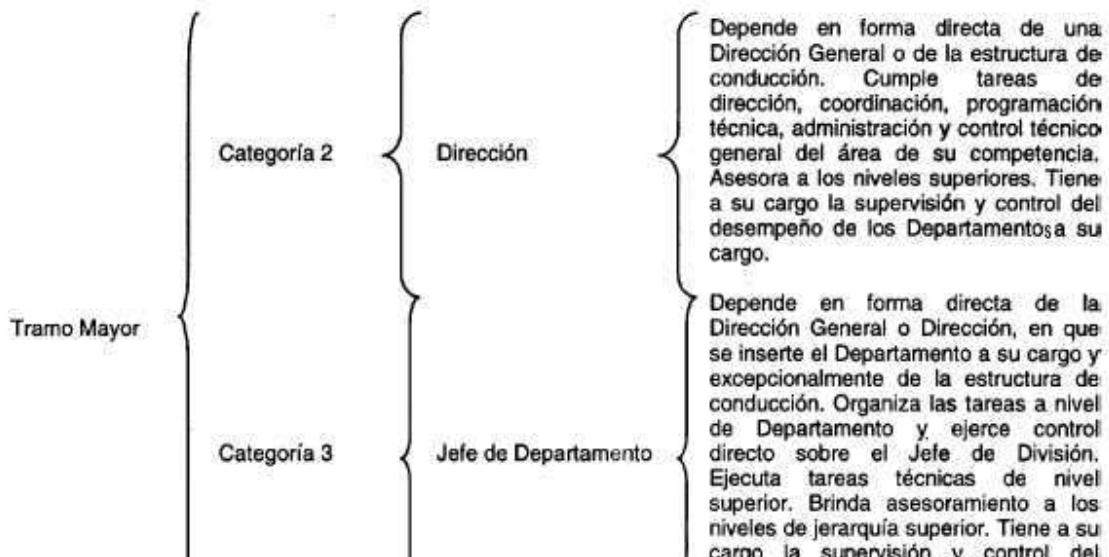 Depende en forma directa de una
Dirección General o de la estructura de
conducción. Cumple tareas de
dirección, coordinación, programación
técnica, administración y control técnico
Categoría 2
Dirección
general del área de su competencia.
Asesora a los niveles superiores. Tiene
a su cargo la supervisión y control del
desempeño de los Departamentos a su
cargo.
Tramo Mayor
Depende en forma directa de la
Dirección General o Dirección, en que
se inserte el Departamento a su cargo y
excepcionalmente de la estructura de
conducción. Organiza las tareas a nivel
de Departamento y ejerce control
Categoría 3
Jefe de Departamento
directo sobre el Jefe de División.
Ejecuta tareas técnicas de nivel
superior. Brinda asesoramiento a los
niveles de jerarquía superior. Tiene a su
cargo la supervisión y control del